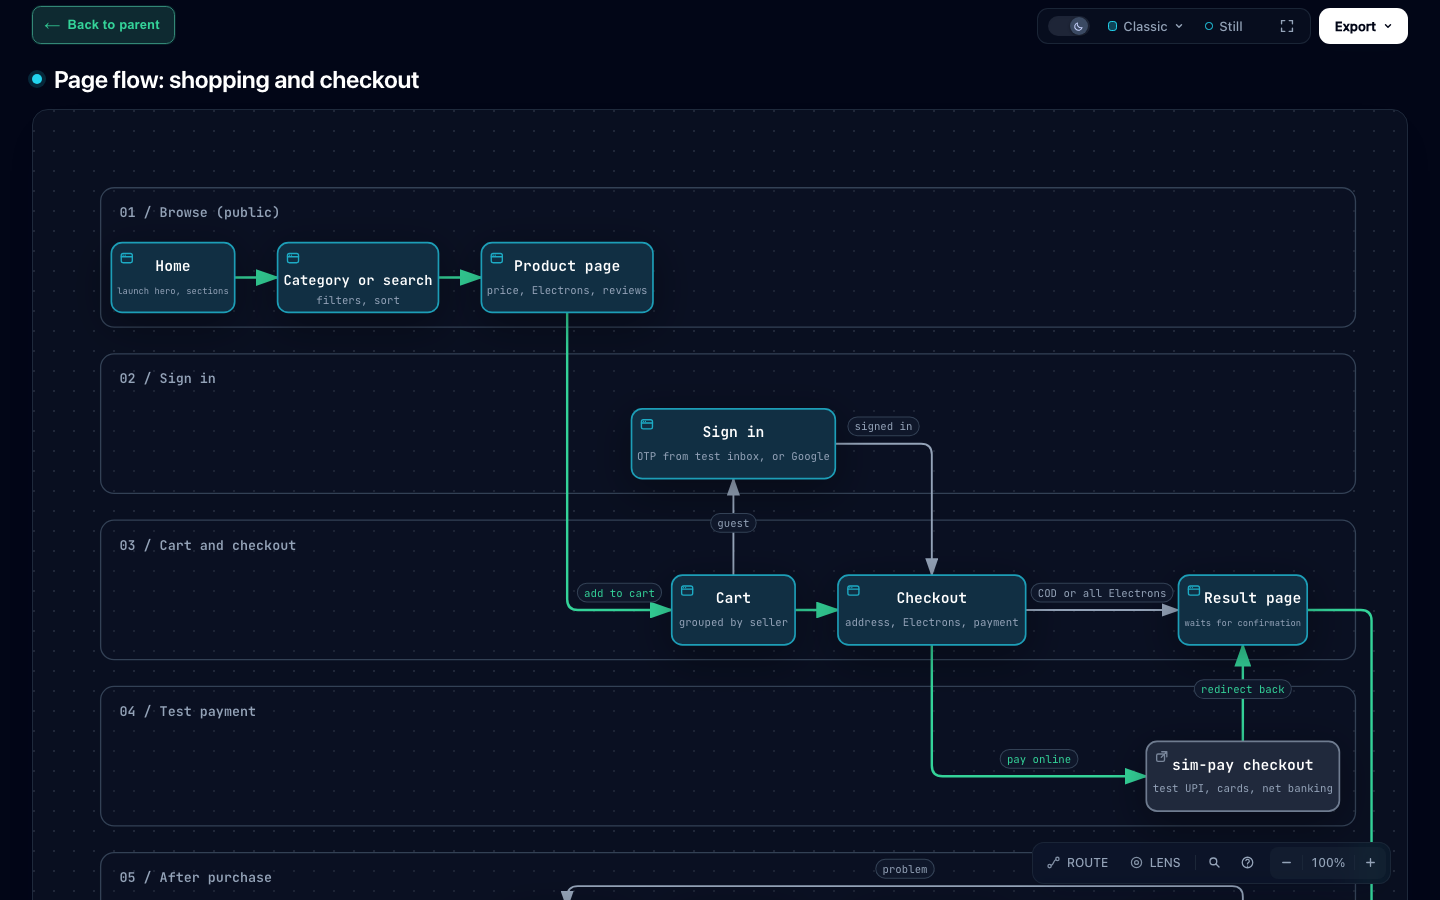 ← Back to parent
Classic
Still
Export
Page flow: shopping and checkout
01 / Browse (public)
Home
launch hero, sections
Category or search
filters, sort
Product page
price, Electrons, reviews
02 / Sign in
Sign in
OTP from test inbox, or Google
signed in
guest
03 / Cart and checkout
add to cart
Cart
grouped by seller
Checkout
address, Electrons, payment
COD or all Electrons
Result page
waits for confirmation
redirect back
04 / Test payment
pay online
sim-pay checkout
test UPI, cards, net banking
05 / After purchase
problem
ROUTE
LENS
100%